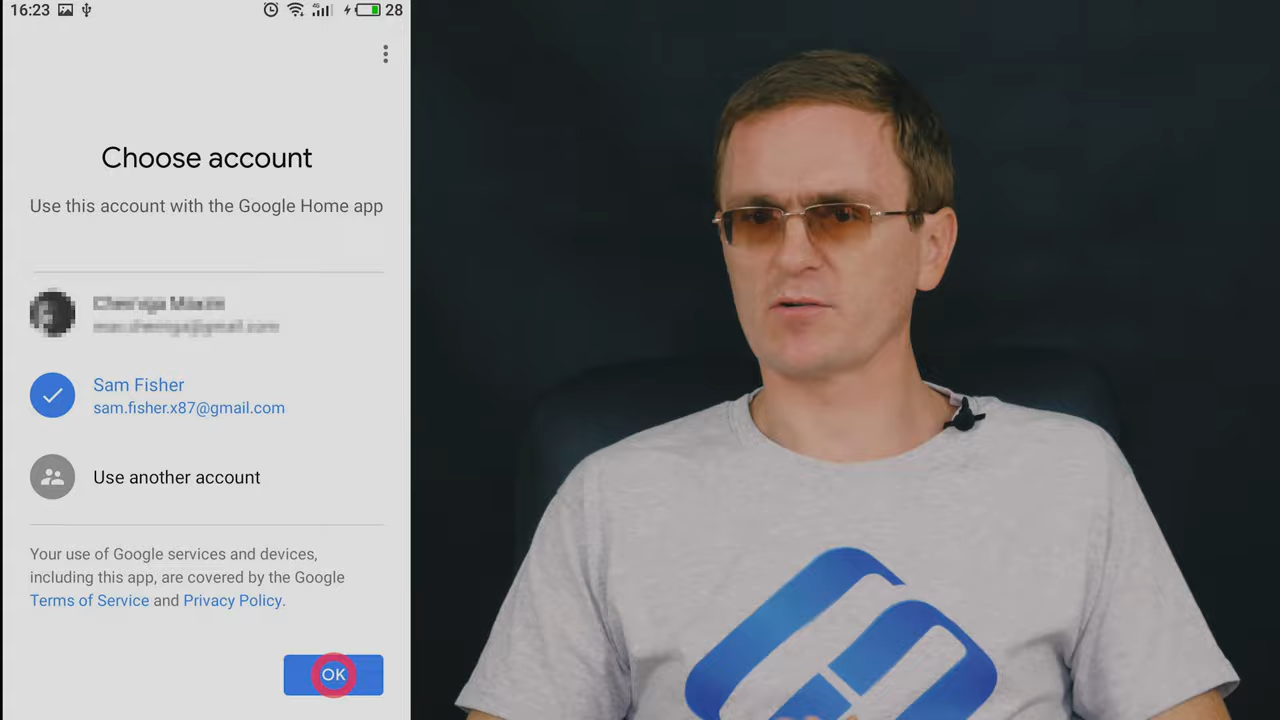 16:23
28
Choose account
Use this account with the Google Home app
Sam Fisher
sam.fisher.x87@gmail.com
Use another account
Your use of Google services and devices,
including this app, are covered by the Google
Terms of Service and Privacy Policy.
OK